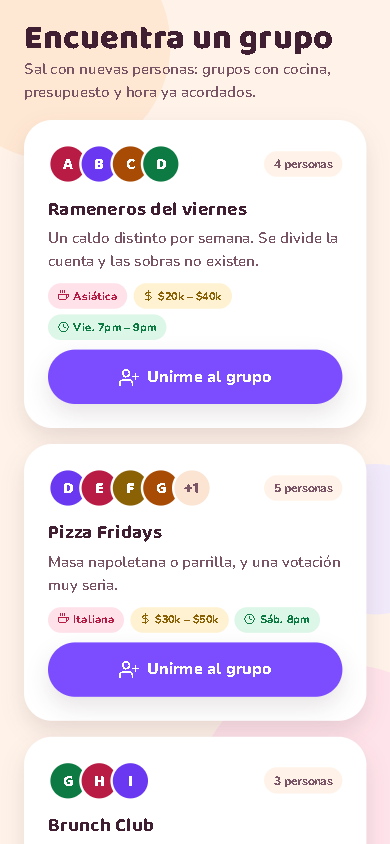 Encuentra un grupo
Sal con nuevas personas: grupos con cocina,
presupuesto y hora ya acordados.
A B C D
4 personas
Rameneros del viernes
Un caldo distinto por semana. Se divide la
cuenta y las sobras no existen.
Asiática
$20k – $40k
Vie. 7pm – 9pm
Unirme al grupo
D E F G +1
5 personas
Pizza Fridays
Masa napoletana o parrilla, y una votación
muy seria.
Italiana
$30k – $50k
Sáb. 8pm
Unirme al grupo
G H I
3 personas
Brunch Club